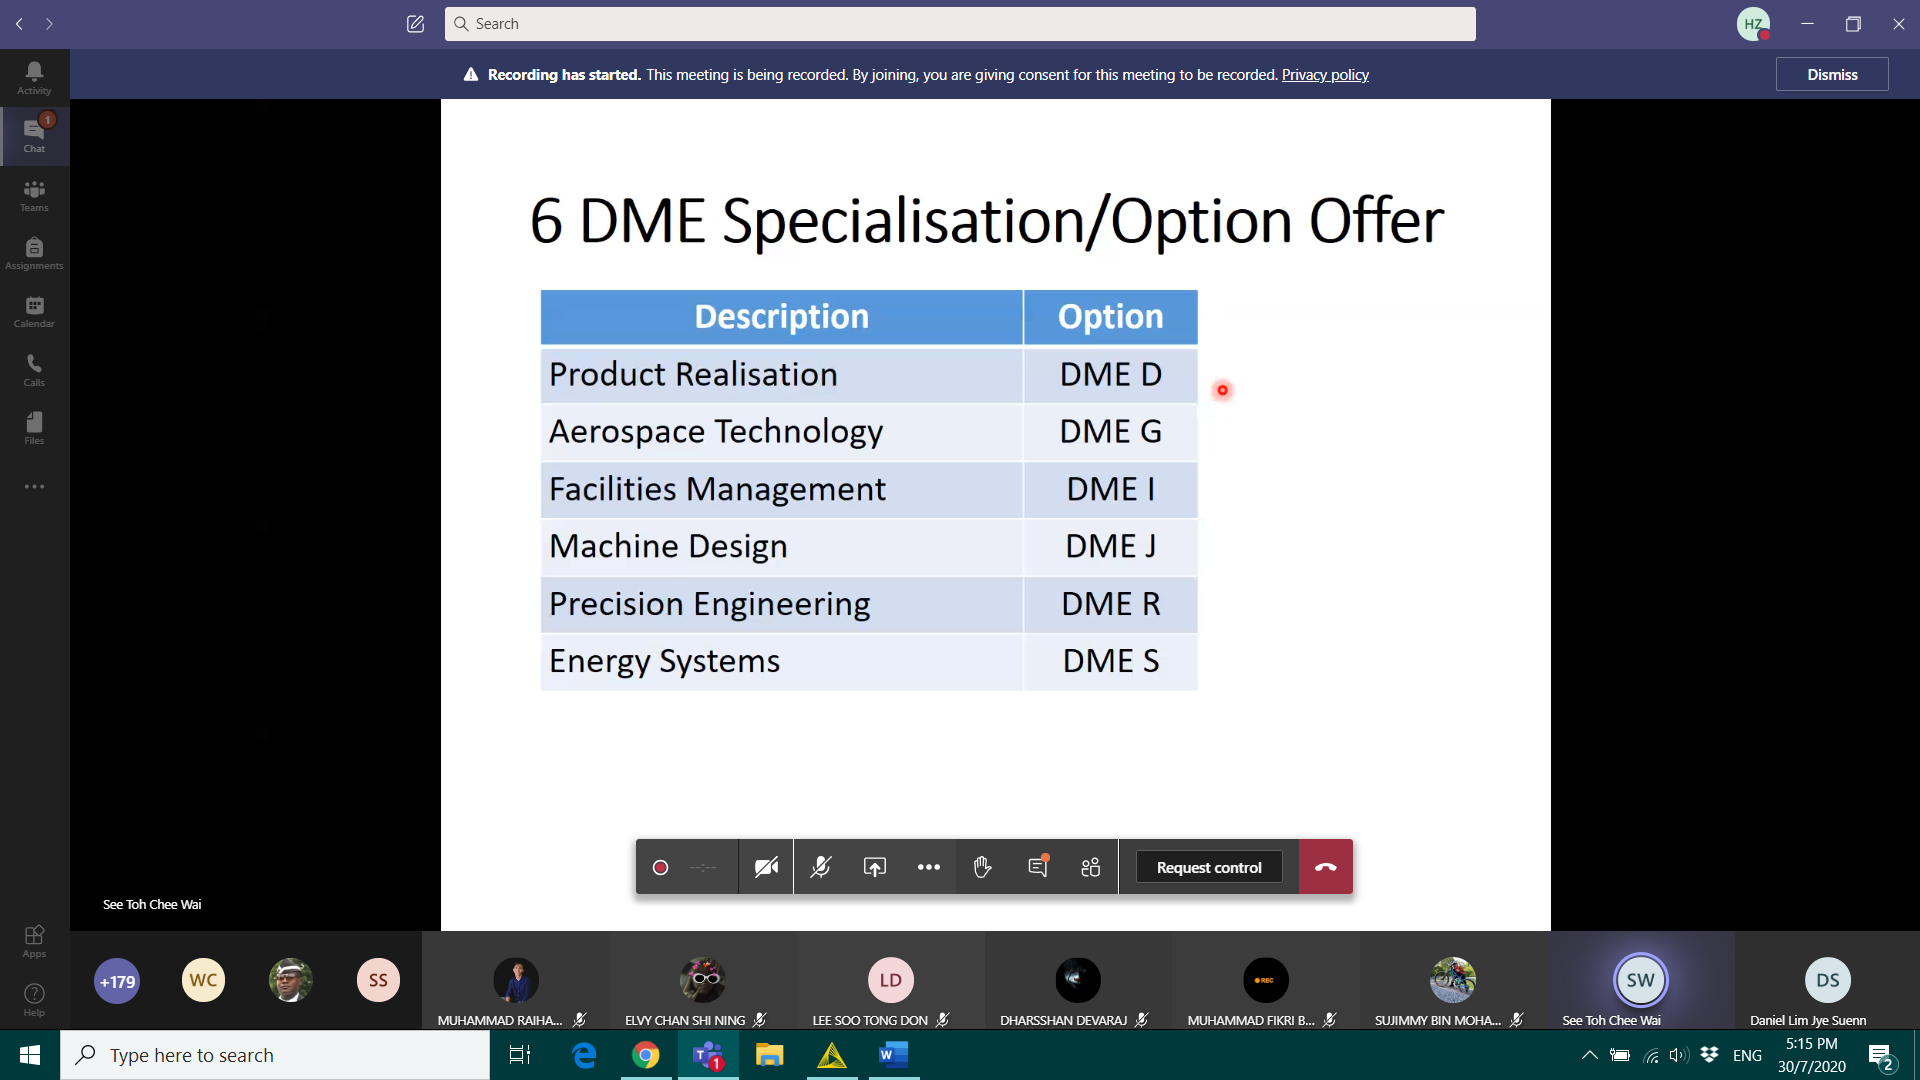 Search
HZ
Recording has started. This meeting is being recorded. By joining, you are giving consent for this meeting to be recorded. Privacy policy
Dismiss
Activity
1
Chat
Teams
Assignments
Calendar
Calls
Files
Apps
Help
6 DME Specialisation/Option Offer
Description Option
Product Realisation DME D
Aerospace Technology DME G
Facilities Management DME I
Machine Design DME J
Precision Engineering DME R
Energy Systems DME S
--:--
Request control
See Toh Chee Wai
+179
WC
SS
LD
REC
SW
DS
MUHAMMAD RAIHA...
ELVY CHAN SHI NING
LEE SOO TONG DON
DHARSSHAN DEVARAJ
MUHAMMAD FIKRI B...
SUJIMMY BIN MOHA...
See Toh Chee Wai
Daniel Lim Jye Suenn
Type here to search
T
1
W
ENG
5:15 PM
30/7/2020
2